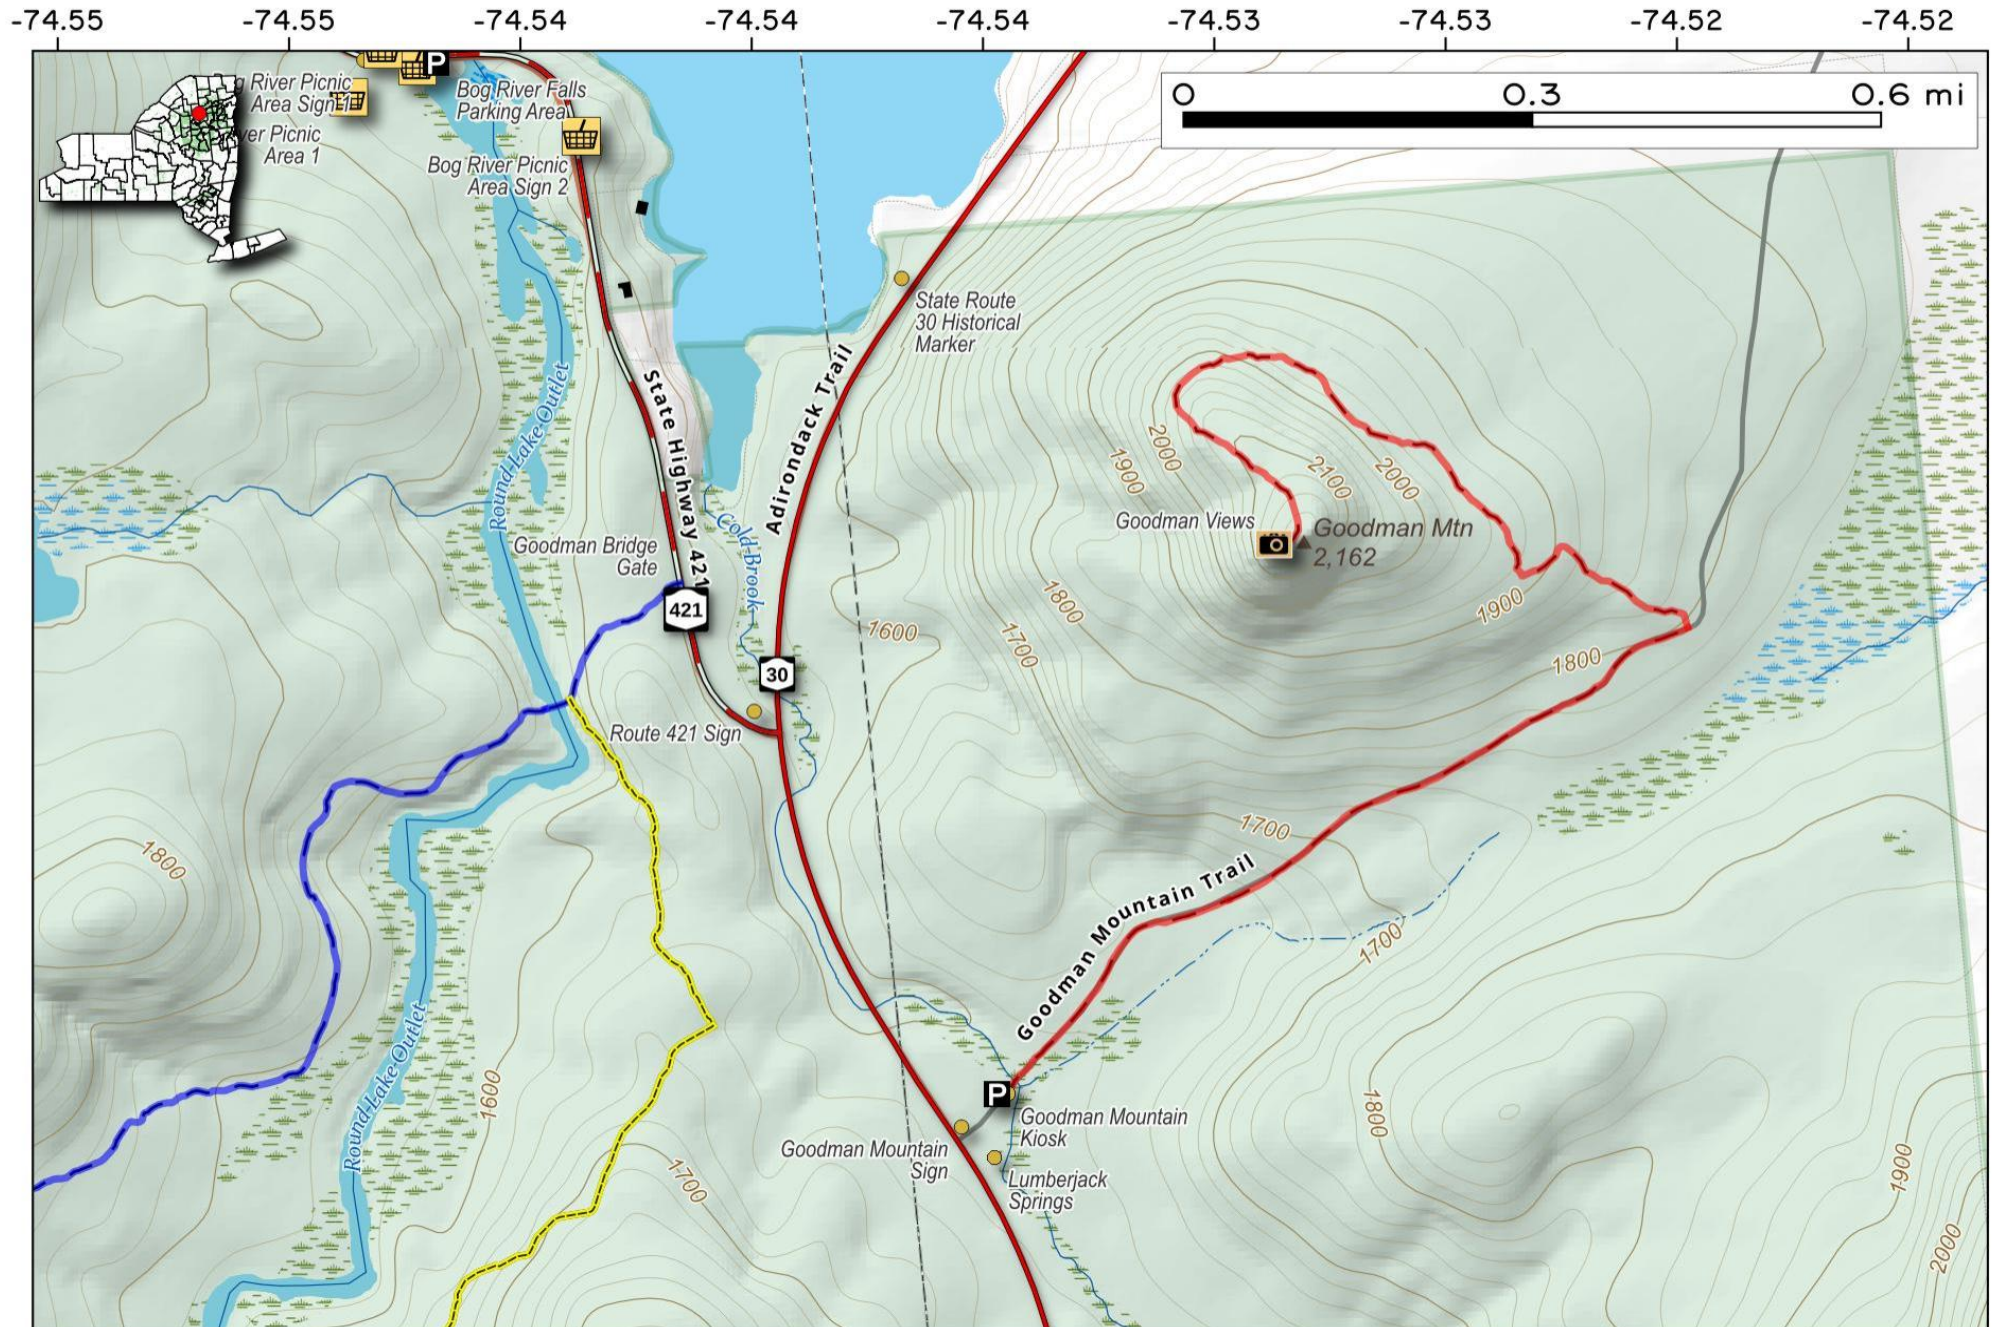 -74.55 -74.55 -74.54 -74.54 -74.54 -74.53 -74.53 -74.52 -74.52
0 0.3 0.6 mi
P
g River Picnic
Area Sign 1
ver Picnic
Area 1
Bog River Falls
Parking Area
Bog River Picnic
Area Sign 2
State Route
30 Historical
Marker
Adirondack Trail
State Highway 421
Round-Lake-Outlet
Cold Brook
Goodman Bridge
Gate
421
30
Route 421 Sign
2000
1900
2100
2000
Goodman Views
Goodman Mtn
2,162
1800
1700
1600
1900
1800
1700
1800
Goodman Mountain Trail
1700
Round-Lake-Outlet
1600
P
Goodman Mountain
Kiosk
Goodman Mountain
Sign
Lumberjack
Springs
1700
1800
1900
2000